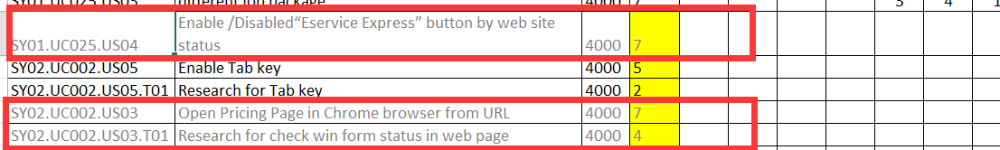 SY01.UC025.US05 different job package 4000 7 3 4 1
Enable /Disabled“Eservice Express” button by web site
SY01.UC025.US04 status 4000 7
SY02.UC002.US05 Enable Tab key 4000 5
SY02.UC002.US05.T01 Research for Tab key 4000 2
SY02.UC002.US03 Open Pricing Page in Chrome browser from URL 4000 7
SY02.UC002.US03.T01 Research for check win form status in web page 4000 4